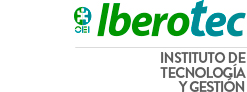 OEI Iberotec
INSTITUTO DE
TECNOLOGÍA
Y GESTIÓN